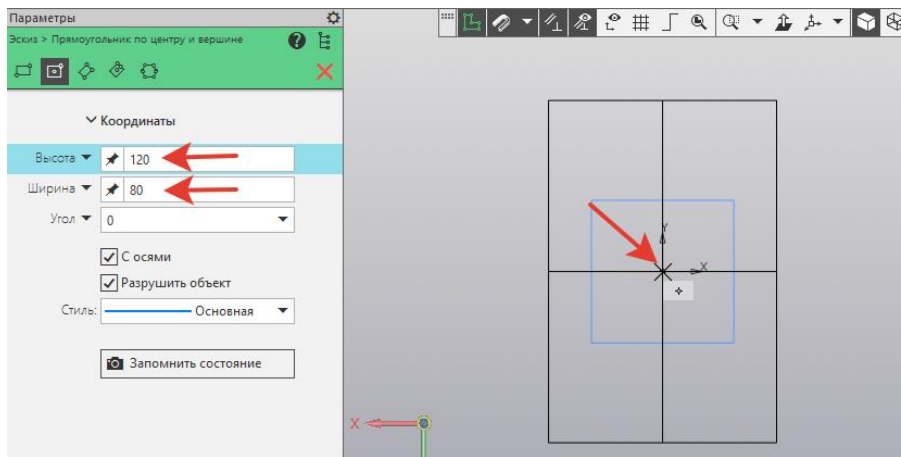 Параметры
Эскиз > Прямоугольник по центру и вершине
Координаты
Высота 120
Ширина 80
Угол 0
С осями
Разрушить объект
Стиль: Основная
Запомнить состояние
Y
X
X